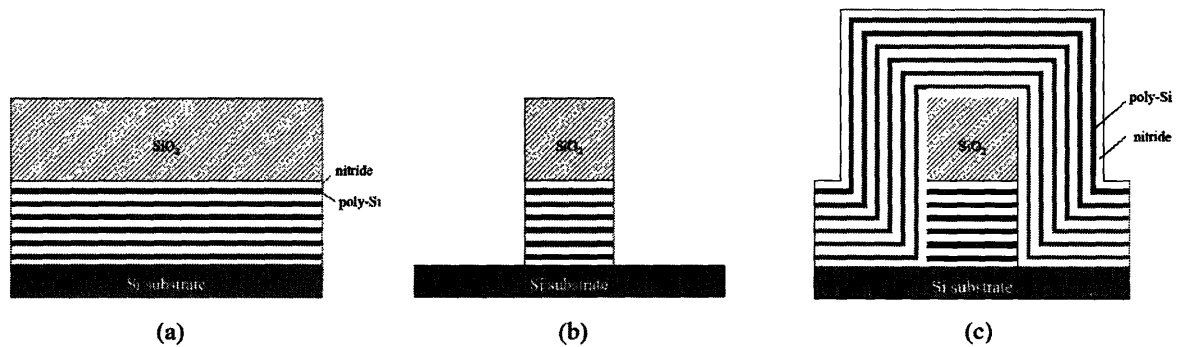 SiO₂
nitride
poly-Si
Si substrate
(a)
SiO₂
Si substrate
(b)
poly-Si
nitride
SiO₂
Si substrate
(c)